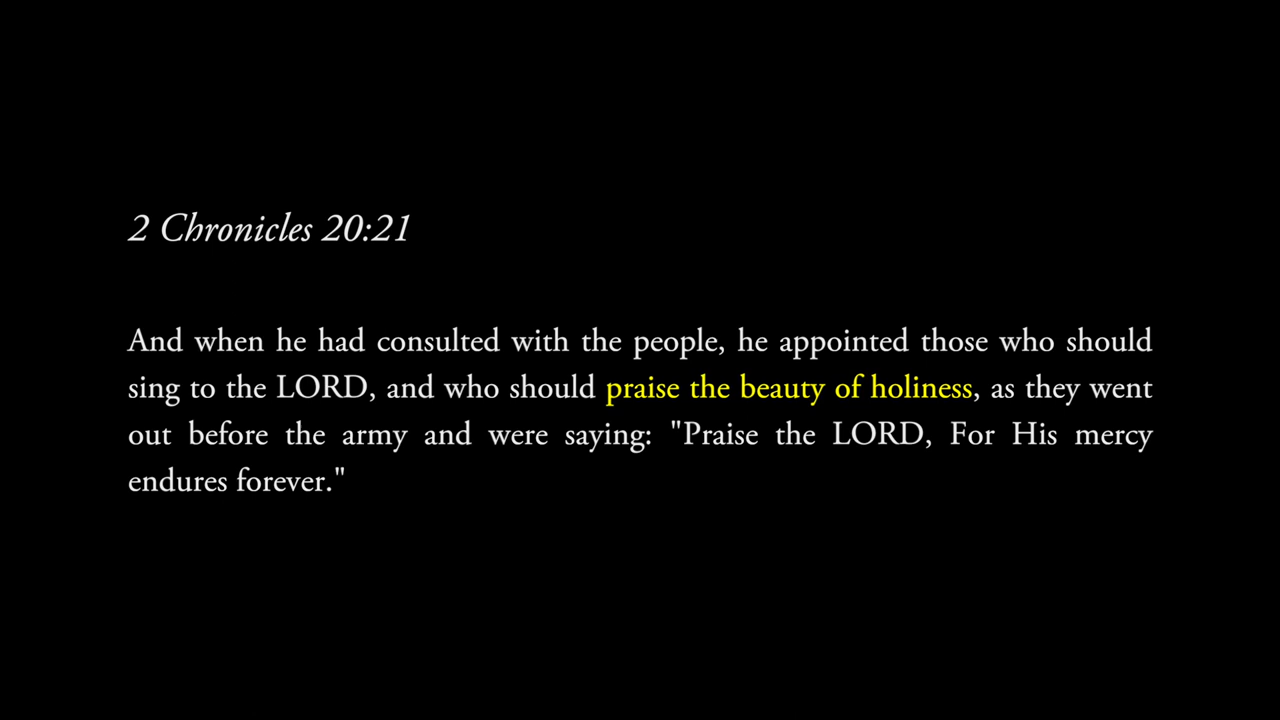 2 Chronicles 20:21
And when he had consulted with the people, he appointed those who should
sing to the LORD, and who should praise the beauty of holiness, as they went
out before the army and were saying: "Praise the LORD, For His mercy
endures forever."